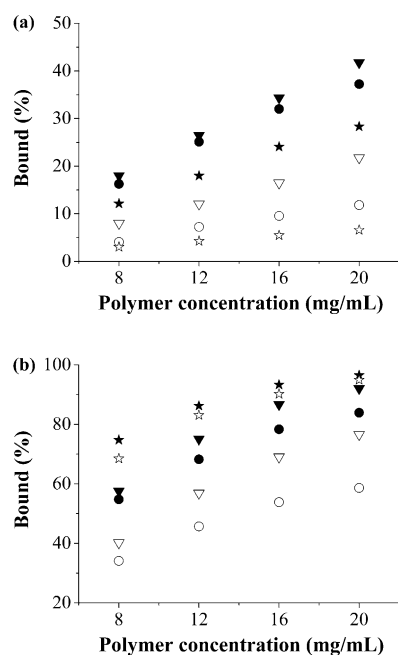 (a)
50
40
30
20
10
0
Bound (%)
8 12 16 20
Polymer concentration (mg/mL)
(b)
100
80
60
40
20
Bound (%)
8 12 16 20
Polymer concentration (mg/mL)